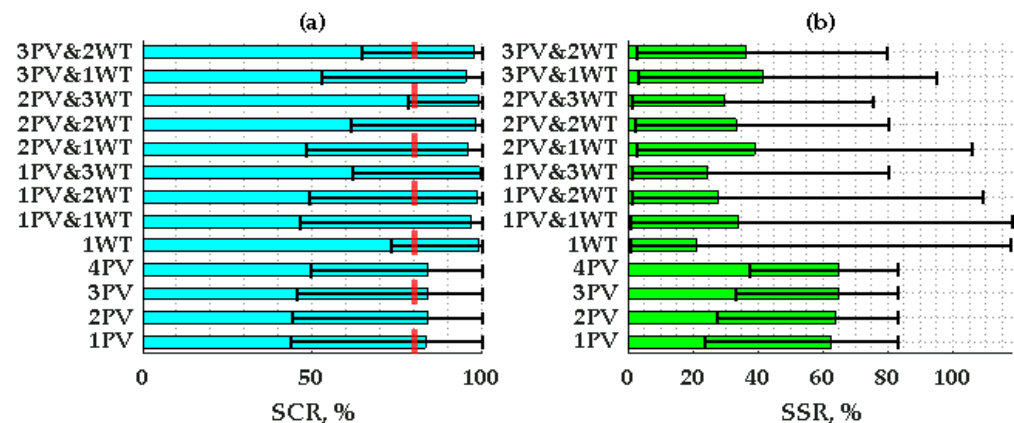 (a)
3PV&2WT
3PV&1WT
2PV&3WT
2PV&2WT
2PV&1WT
1PV&3WT
1PV&2WT
1PV&1WT
1WT
4PV
3PV
2PV
1PV
0 50 100
SCR, %
(b)
3PV&2WT
3PV&1WT
2PV&3WT
2PV&2WT
2PV&1WT
1PV&3WT
1PV&2WT
1PV&1WT
1WT
4PV
3PV
2PV
1PV
0 20 40 60 80 100
SSR, %